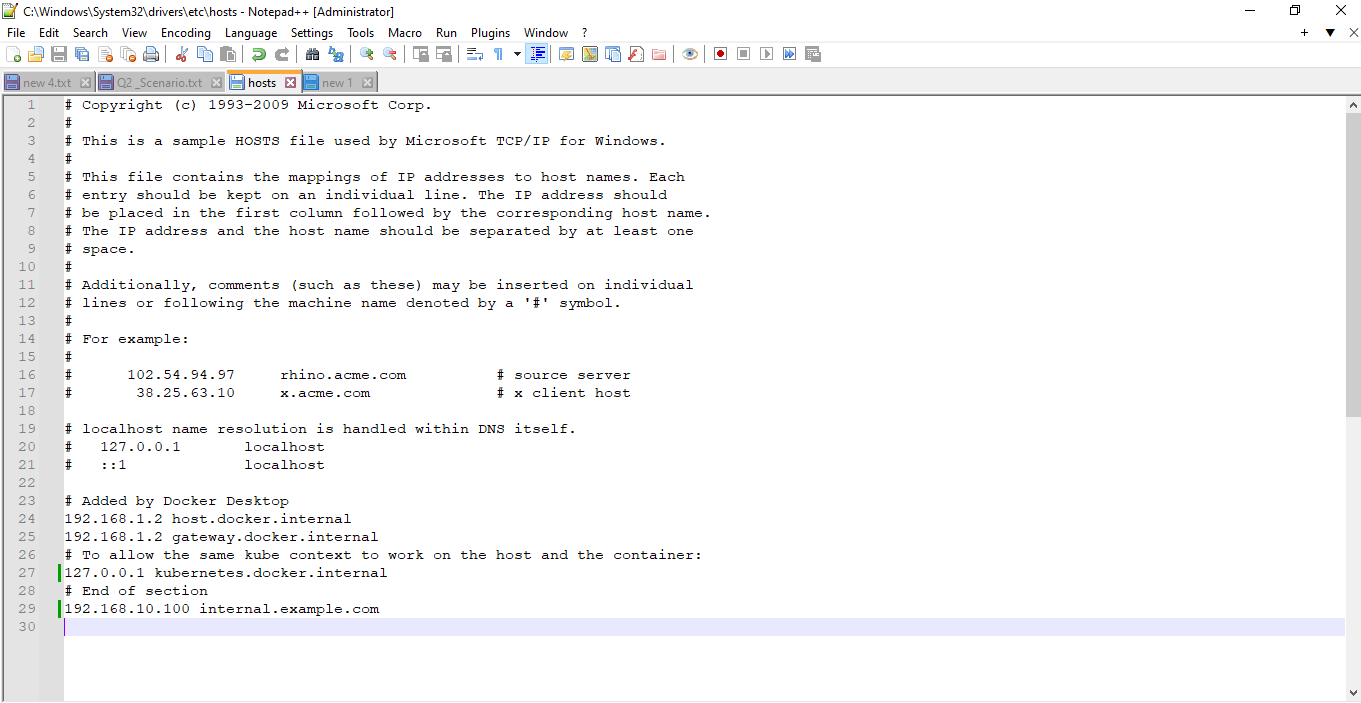 C:\Windows\System32\drivers\etc\hosts - Notepad++ [Administrator]
File Edit Search View Encoding Language Settings Tools Macro Run Plugins Window ?
new 4.txt Q2_Scenario.txt hosts new 1
1 # Copyright (c) 1993-2009 Microsoft Corp.
2 #
3 # This is a sample HOSTS file used by Microsoft TCP/IP for Windows.
4 #
5 # This file contains the mappings of IP addresses to host names. Each
6 # entry should be kept on an individual line. The IP address should
7 # be placed in the first column followed by the corresponding host name.
8 # The IP address and the host name should be separated by at least one
9 # space.
10 #
11 # Additionally, comments (such as these) may be inserted on individual
12 # lines or following the machine name denoted by a '#' symbol.
13 #
14 # For example:
15 #
16 #      102.54.94.97     rhino.acme.com          # source server
17 #       38.25.63.10     x.acme.com              # x client host
18
19 # localhost name resolution is handled within DNS itself.
20 #   127.0.0.1       localhost
21 #   ::1             localhost
22
23 # Added by Docker Desktop
24 192.168.1.2 host.docker.internal
25 192.168.1.2 gateway.docker.internal
26 # To allow the same kube context to work on the host and the container:
27 127.0.0.1 kubernetes.docker.internal
28 # End of section
29 192.168.10.100 internal.example.com
30